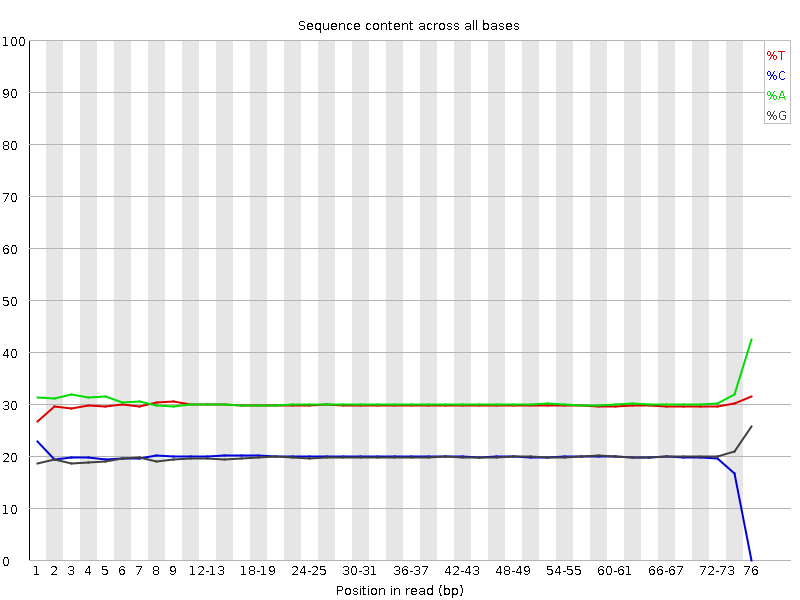 Sequence content across all bases
%T
%C
%A
%G
100
90
80
70
60
50
40
30
20
10
0
1 2 3 4 5 6 7 8 9 12-13 18-19 24-25 30-31 36-37 42-43 48-49 54-55 60-61 66-67 72-73 76
Position in read (bp)